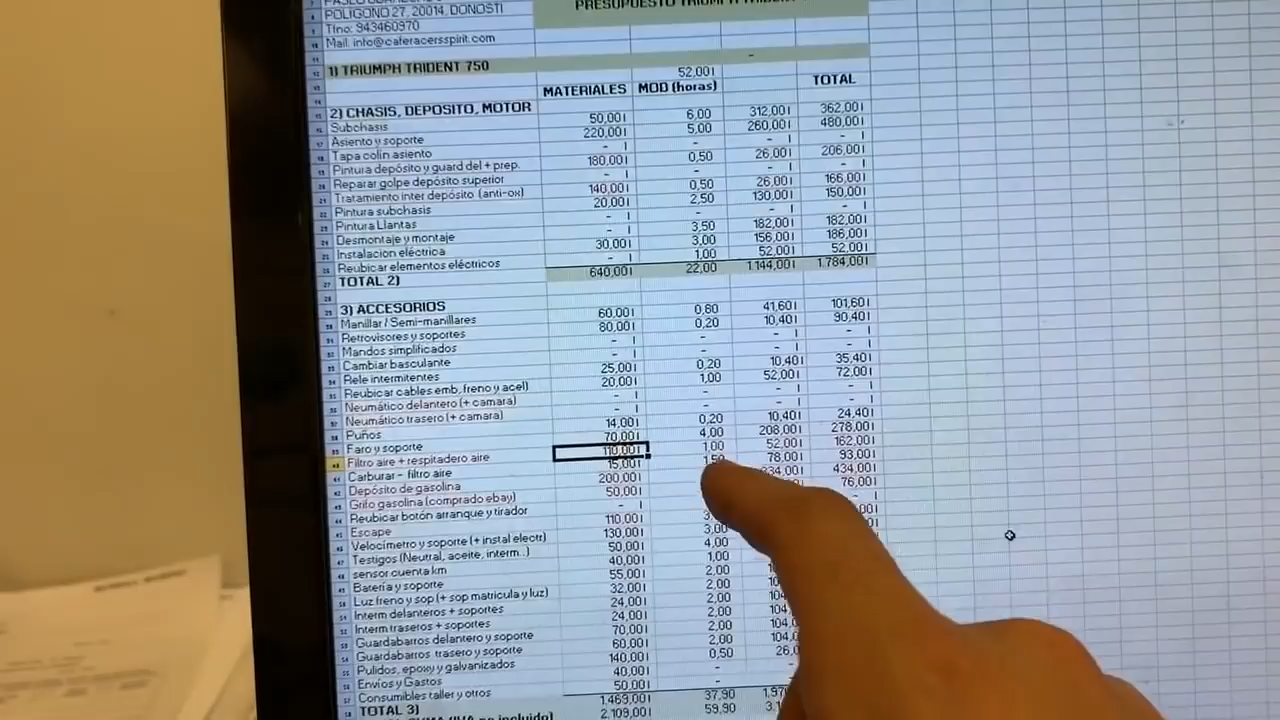 POLIGONO 27, 20014, DONOSTI
PRESUPUESTO TRIUMPH TRIDENT
Tfno: 943460970
Mail: info@caferacersspirit.com
-
1) TRIUMPH TRIDENT 750 52,00
MATERIALES MOD (horas) TOTAL
2) CHASIS, DEPOSITO, MOTOR
Subchasis 50,00 6,00 312,00 362,00
Asiento y soporte 220,00 5,00 260,00 480,00
Tapa colin asiento - - - -
Pintura depósito y guard del + prep. 180,00 0,50 26,00 206,00
Reparar golpe depósito superior - - - -
Tratamiento inter depósito (anti-ox) 140,00 0,50 26,00 166,00
Pintura subchasis 20,00 2,50 130,00 150,00
Pintura Llantas - - - -
Desmontaje y montaje - 3,50 182,00 182,00
Instalacion eléctrica 30,00 3,00 156,00 186,00
Reubicar elementos eléctricos - 1,00 52,00 52,00
TOTAL 2) 640,00 22,00 1.144,00 1.784,00
3) ACCESORIOS
Manillar / Semi-manillares 60,00 0,80 41,60 101,60
Retrovisores y soportes 80,00 0,20 10,40 90,40
Mandos simplificados - - - -
Cambiar basculante - - - -
Rele intermitentes 25,00 0,20 10,40 35,40
Reubicar cables emb, freno y acel) 20,00 1,00 52,00 72,00
Neumático delantero (+ camara) - - - -
Neumático trasero (+ camara) - - - -
Puños 14,00 0,20 10,40 24,40
Faro y soporte 70,00 4,00 208,00 278,00
Filtro aire + respitadero aire 110,00 1,00 52,00 162,00
Carburar - filtro aire 15,00 1,50 78,00 93,00
Depósito de gasolina 200,00 234,00 434,00
Grifo gasolina (comprado ebay) 50,00 76,00
Reubicar botón arranque y tirador - -
Escape 110,00
Velocímetro y soporte (+ instal electr) 130,00 3,00
Testigos (Neutral, aceite, interm..) 50,00 4,00
sensor cuenta km 40,00 1,00
Batería y soporte 55,00 2,00
Luz freno y sop (+ sop matricula y luz) 32,00 2,00
Interm delanteros + soportes 24,00 2,00
Interm traseros + soportes 24,00 2,00
Guardabarros delantero y soporte 70,00 2,00
Guardabarros trasero y soporte 60,00 2,00
Pulidos, epoxy y galvanizados 140,00 0,50
Envíos y Gastos 40,00 -
Consumibles taller y otros 50,00 -
TOTAL 3) 1.469,00 37,90
2.109,00 59,90